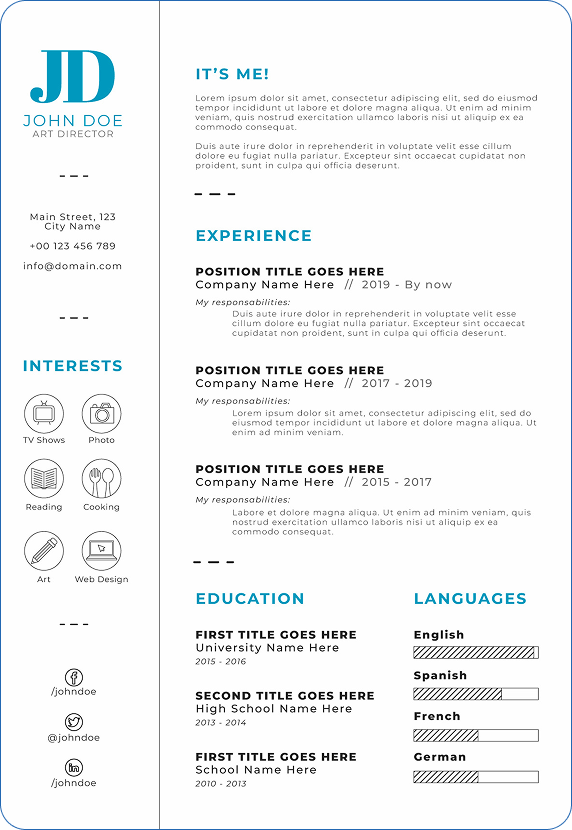 JD
JOHN DOE
ART DIRECTOR
Main Street, 123
City Name
+00 123 456 789
info@domain.com
INTERESTS
TV Shows
Photo
Reading
Cooking
Art
Web Design
/johndoe
@johndoe
/johndoe
IT'S ME!
Lorem ipsum dolor sit amet, consectetur adipiscing elit, sed do eiusmod
tempor incididunt ut labore et dolore magna aliqua. Ut enim ad minim
veniam, quis nostrud exercitation ullamco laboris nisi ut aliquip ex ea
commodo consequat.
Duis aute irure dolor in reprehenderit in voluptate velit esse cillum
dolore eu fugiat nulla pariatur. Excepteur sint occaecat cupidatat non
proident, sunt in culpa qui officia deserunt.
EXPERIENCE
POSITION TITLE GOES HERE
Company Name Here // 2019 - By now
My responsabilities:
Duis aute irure dolor in reprehenderit in voluptate velit esse
cillum dolore eu fugiat nulla pariatur. Excepteur sint occaecat
cupidatat non proident, sunt in culpa qui officia deserunt.
POSITION TITLE GOES HERE
Company Name Here // 2017 - 2019
My responsabilities:
Lorem ipsum dolor sit amet, consectetur adipiscing elit, sed do
eiusmod tempor incididunt ut labore et dolore magna aliqua. Ut
enim ad minim veniam.
POSITION TITLE GOES HERE
Company Name Here // 2015 - 2017
My responsabilities:
Labore et dolore magna aliqua. Ut enim ad minim veniam, quis
nostrud exercitation ullamco laboris nisi ut aliquip ex ea
commodo consequat.
EDUCATION
FIRST TITLE GOES HERE
University Name Here
2015 - 2016
SECOND TITLE GOES HERE
High School Name Here
2013 - 2014
FIRST TITLE GOES HERE
School Name Here
2010 - 2013
LANGUAGES
English
Spanish
French
German